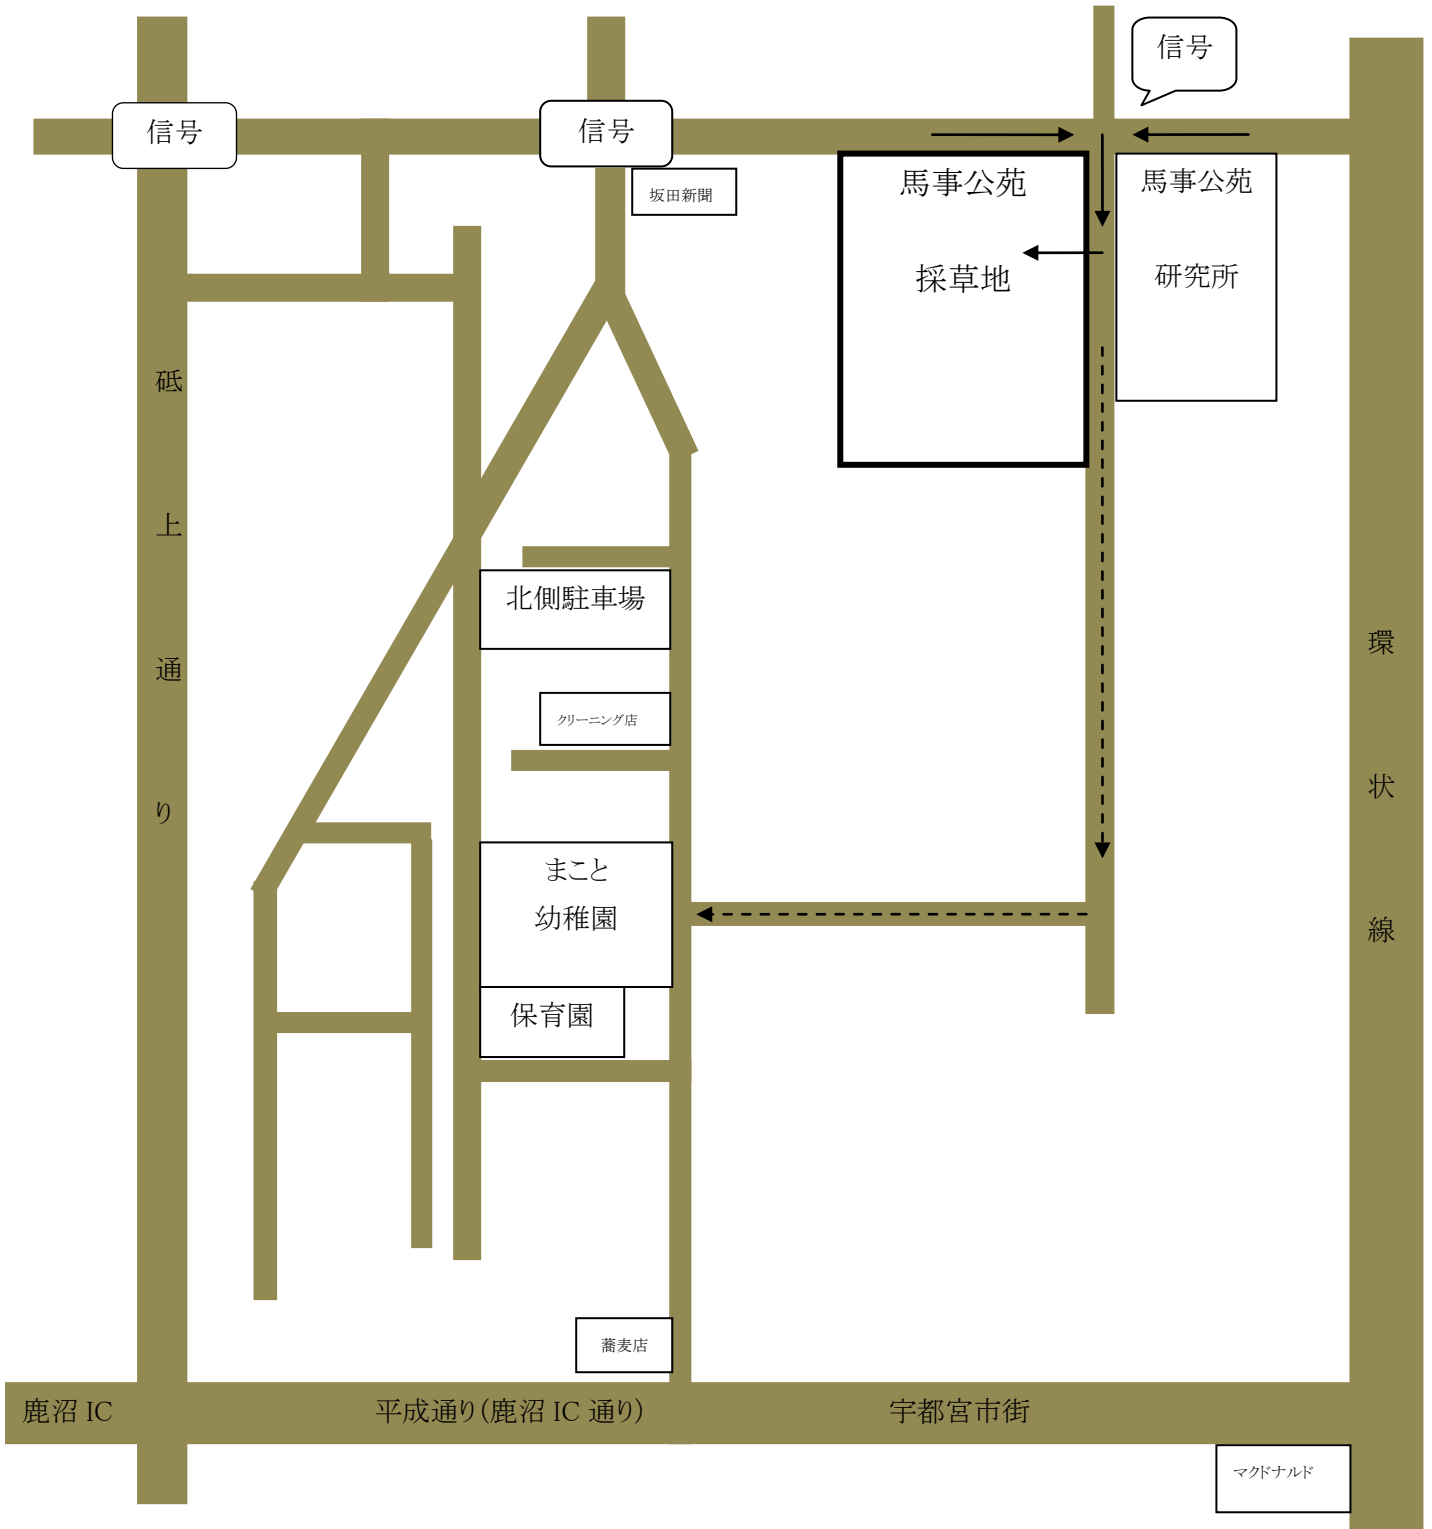 信号
信号
信号
坂田新聞
馬事公苑
採草地
馬事公苑
研究所
砥
上
通
り
北側駐車場
クリーニング店
環
状
線
まこと
幼稚園
保育園
蕎麦店
鹿沼 IC
平成通り(鹿沼 IC 通り)
宇都宮市街
マクドナルド